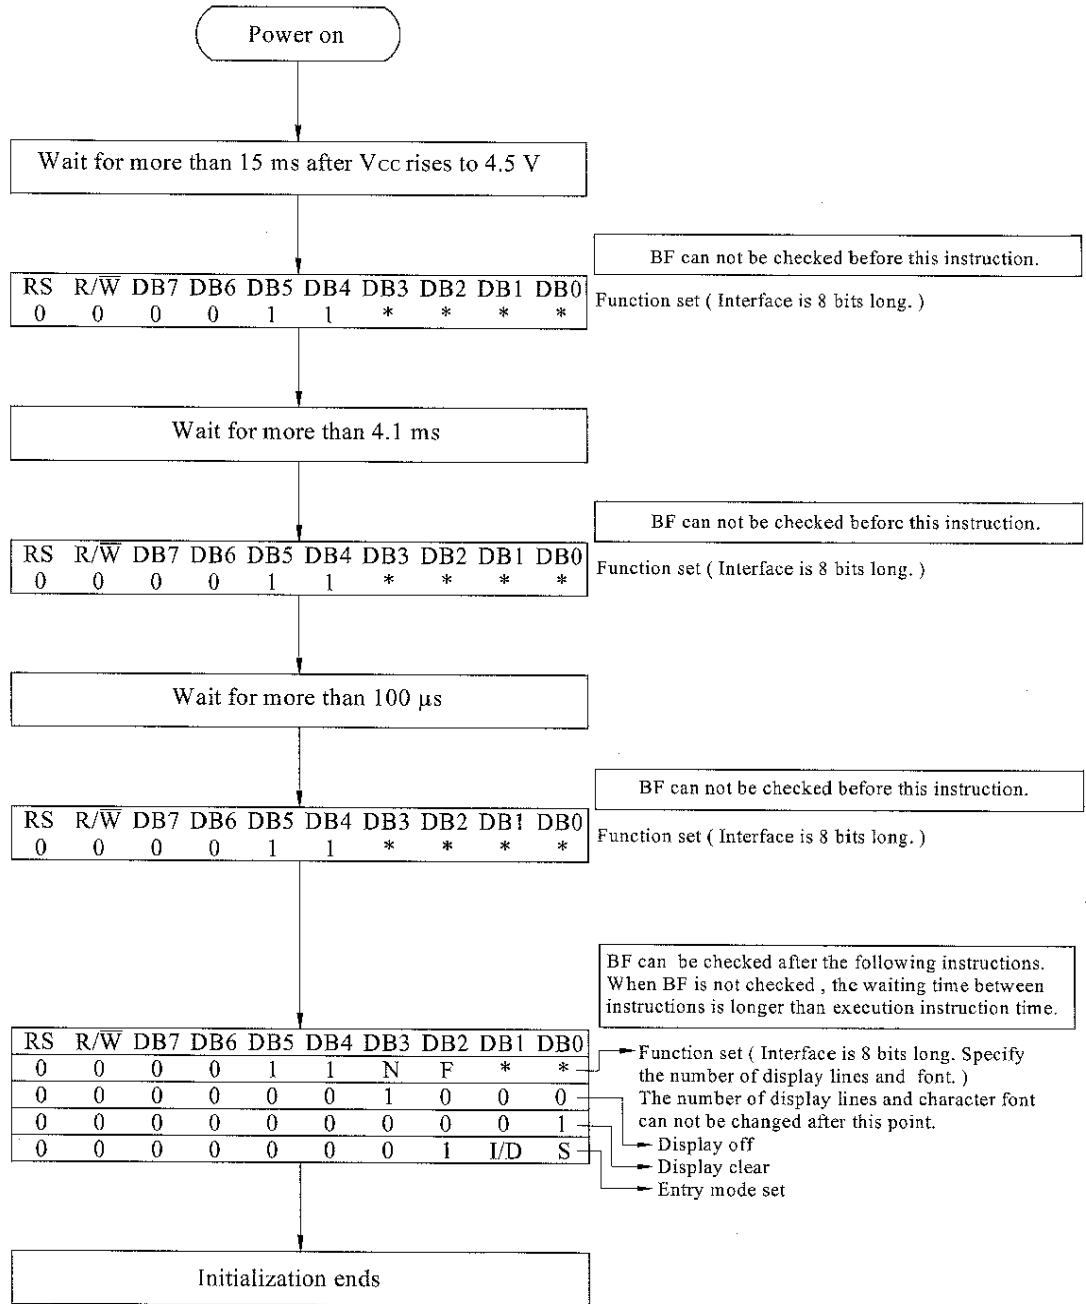 Power on
Wait for more than 15 ms after Vcc rises to 4.5 V
BF can not be checked before this instruction.
RS R/W̅ DB7 DB6 DB5 DB4 DB3 DB2 DB1 DB0
0 0 0 0 1 1 * * * *
Function set ( Interface is 8 bits long. )
Wait for more than 4.1 ms
BF can not be checked before this instruction.
RS R/W̅ DB7 DB6 DB5 DB4 DB3 DB2 DB1 DB0
0 0 0 0 1 1 * * * *
Function set ( Interface is 8 bits long. )
Wait for more than 100 µs
BF can not be checked before this instruction.
RS R/W̅ DB7 DB6 DB5 DB4 DB3 DB2 DB1 DB0
0 0 0 0 1 1 * * * *
Function set ( Interface is 8 bits long. )
BF can be checked after the following instructions.
When BF is not checked , the waiting time between
instructions is longer than execution instruction time.
RS R/W̅ DB7 DB6 DB5 DB4 DB3 DB2 DB1 DB0
0 0 0 0 1 1 N F * *
0 0 0 0 0 0 1 0 0 0
0 0 0 0 0 0 0 0 0 1
0 0 0 0 0 0 0 1 I/D S
Function set ( Interface is 8 bits long. Specify
the number of display lines and font. )
The number of display lines and character font
can not be changed after this point.
Display off
Display clear
Entry mode set
Initialization ends